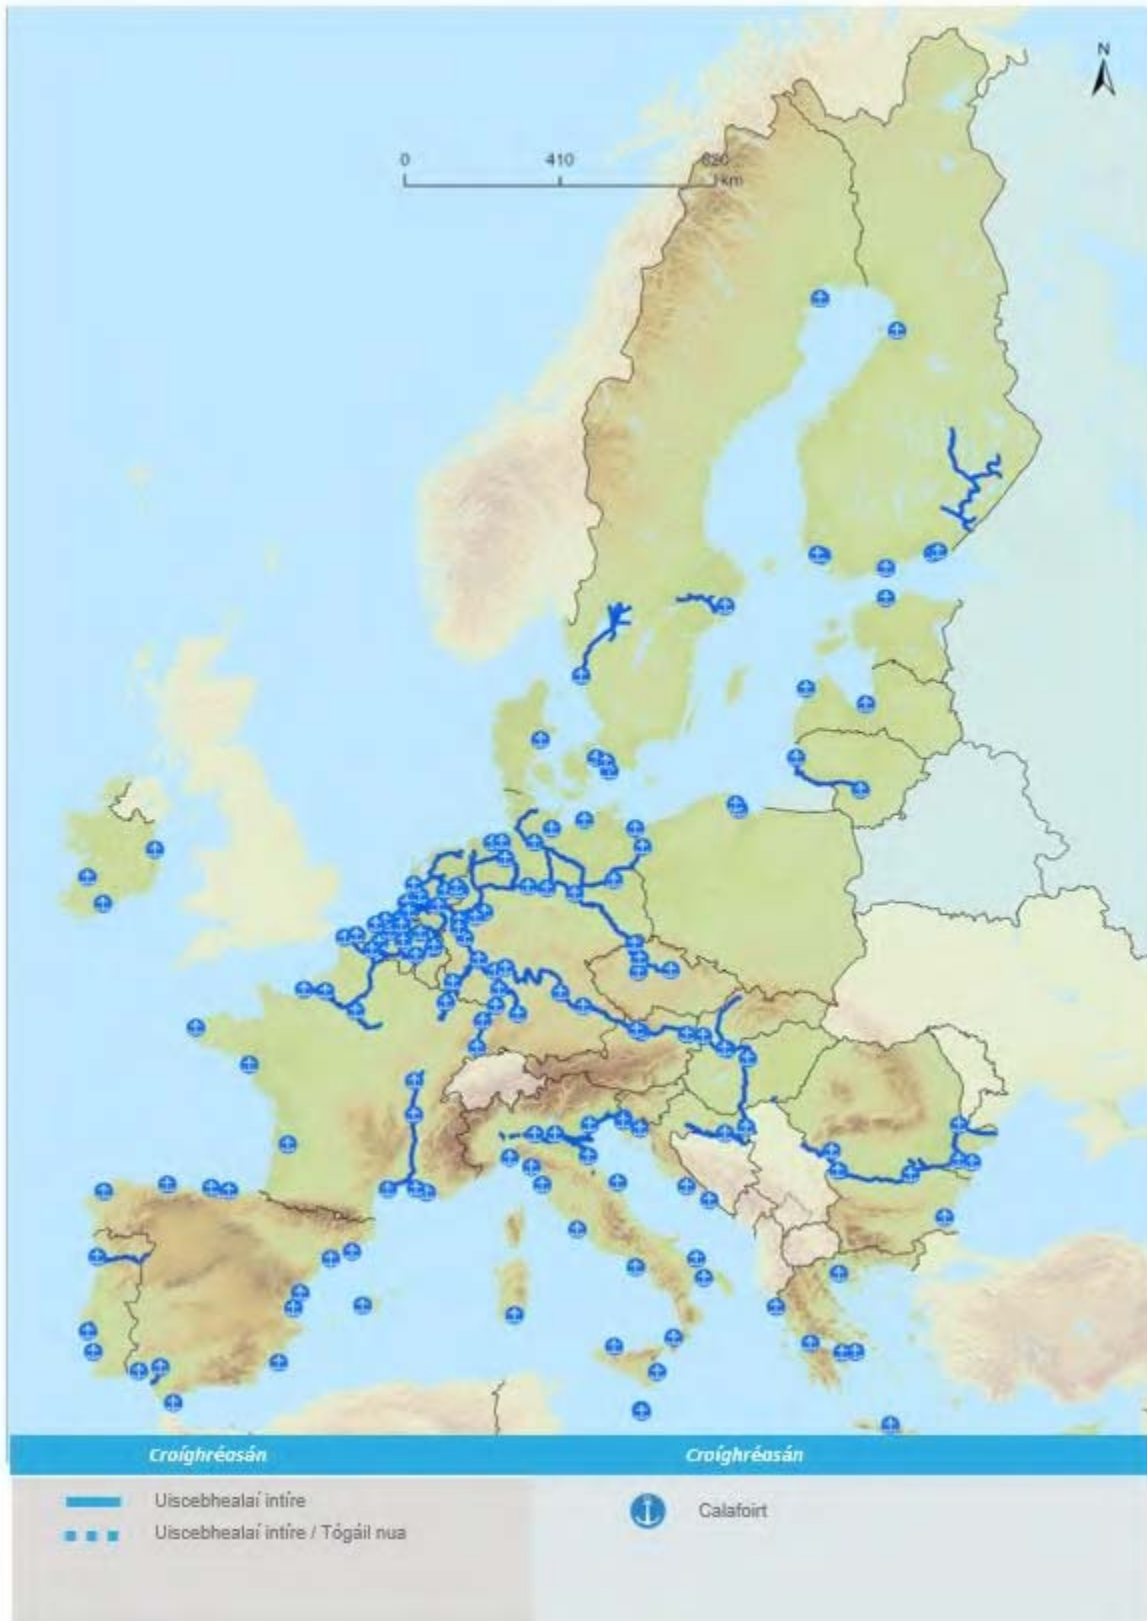 N
0 410 820
km
Croíghréasán
Croíghréasán
Uiscebhealaí intíre
Calafoirt
Uiscebhealaí intíre / Tógáil nua